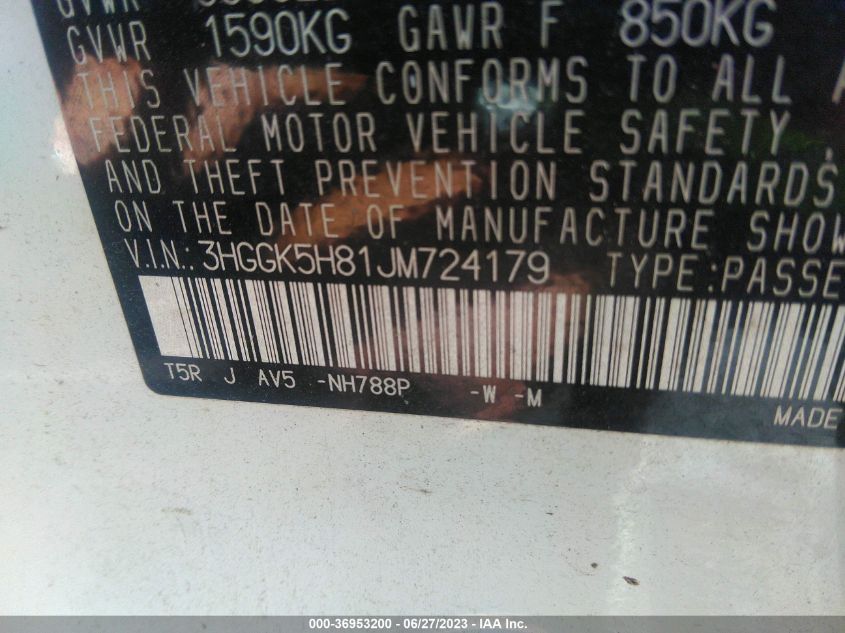 GVWR
GVWR 1590KG GAWR F 850KG
THIS VEHICLE CONFORMS TO ALL A
FEDERAL MOTOR VEHICLE SAFETY,
AND THEFT PREVENTION STANDARDS
ON THE DATE OF MANUFACTURE SHOW
V.I.N.: 3HGGK5H81JM724179 TYPE:PASSE
T5R J AV5 -NH788P -W -M
MADE
000-36953200 - 06/27/2023 - IAA Inc.